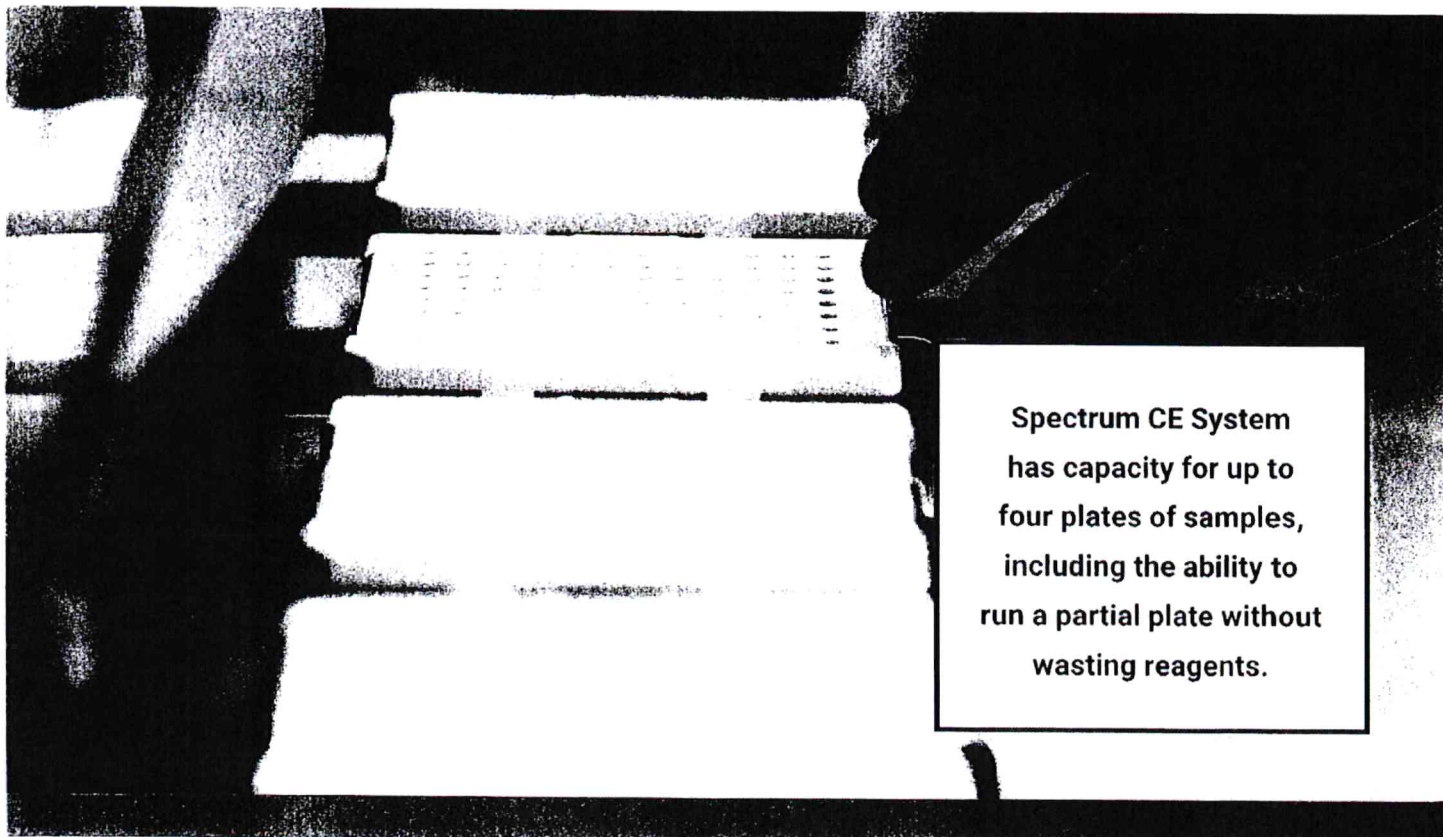 Spectrum CE System
has capacity for up to
four plates of samples,
including the ability to
run a partial plate without
wasting reagents.